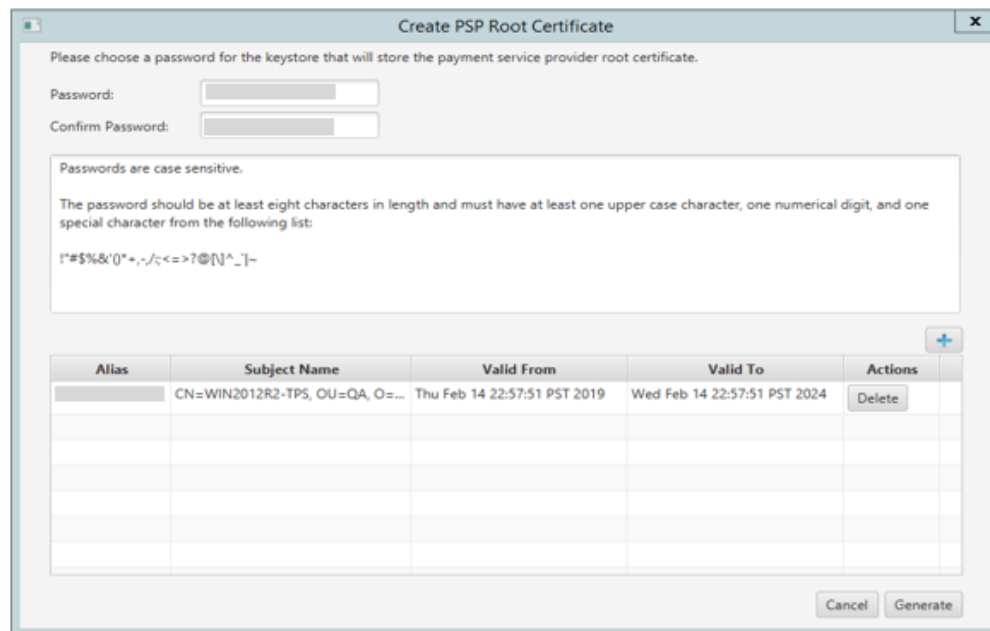 Create PSP Root Certificate
x
Please choose a password for the keystore that will store the payment service provider root certificate.
Password:
Confirm Password:
Passwords are case sensitive.
The password should be at least eight characters in length and must have at least one upper case character, one numerical digit, and one
special character from the following list:
!"#$%&'()*+,-./:;<=>?@[\]^_`|~
+
Alias Subject Name Valid From Valid To Actions
CN=WIN2012R2-TPS, OU=QA, O=... Thu Feb 14 22:57:51 PST 2019 Wed Feb 14 22:57:51 PST 2024 Delete
Cancel Generate